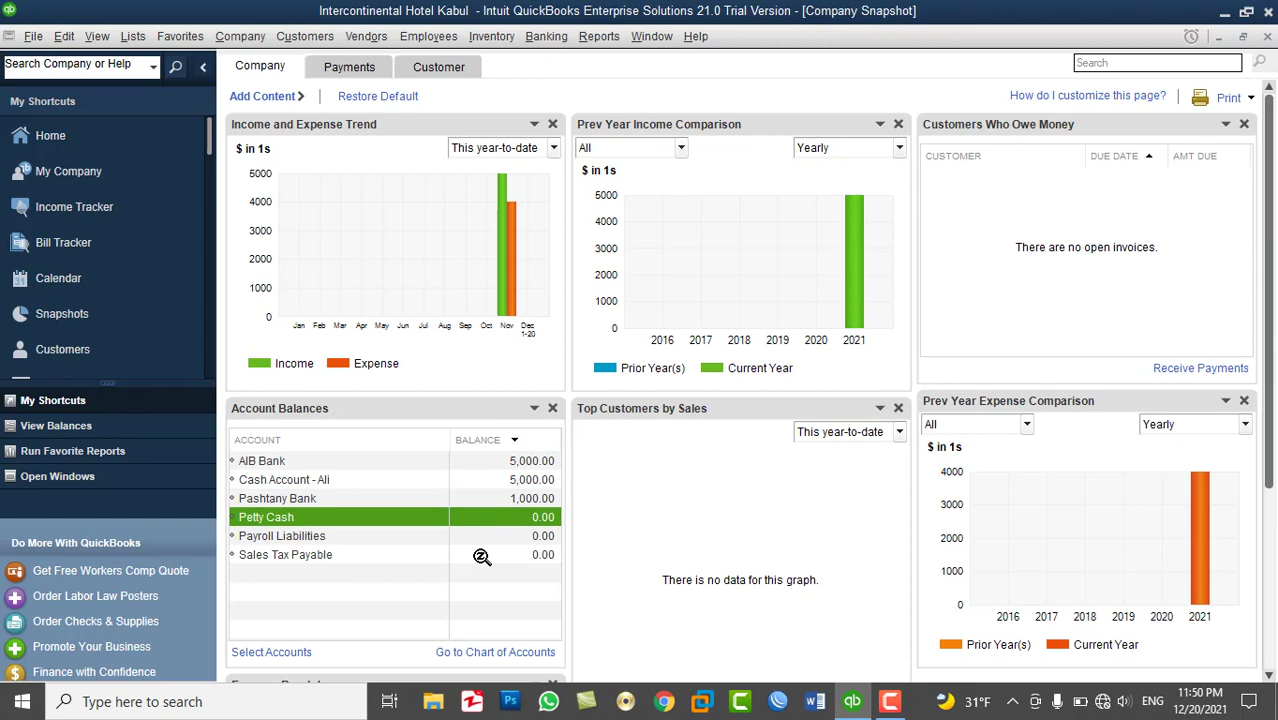 Intercontinental Hotel Kabul - Intuit QuickBooks Enterprise Solutions 21.0 Trial Version - [Company Snapshot]
File Edit View Lists Favorites Company Customers Vendors Employees Inventory Banking Reports Window Help
Search Company or Help
My Shortcuts
Home
My Company
Income Tracker
Bill Tracker
Calendar
Snapshots
Customers
My Shortcuts
View Balances
Run Favorite Reports
Open Windows
Do More With QuickBooks
Get Free Workers Comp Quote
Order Labor Law Posters
Order Checks & Supplies
Promote Your Business
Finance with Confidence
Company Payments Customer
Search
Add Content Restore Default
How do I customize this page? Print
Income and Expense Trend
$ in 1s This year-to-date
5000
4000
3000
2000
1000
0
Jan Feb Mar Apr May Jun Jul Aug Sep Oct Nov Dec
1-20
Income Expense
Prev Year Income Comparison
All Yearly
$ in 1s
5000
4000
3000
2000
1000
0
2016 2017 2018 2019 2020 2021
Prior Year(s) Current Year
Customers Who Owe Money
CUSTOMER DUE DATE AMT DUE
There are no open invoices.
Receive Payments
Account Balances
ACCOUNT BALANCE
AIB Bank 5,000.00
Cash Account - Ali 5,000.00
Pashtany Bank 1,000.00
Petty Cash 0.00
Payroll Liabilities 0.00
Sales Tax Payable 0.00
Select Accounts Go to Chart of Accounts
Top Customers by Sales
This year-to-date
There is no data for this graph.
Prev Year Expense Comparison
All Yearly
$ in 1s
4000
3000
2000
1000
0
2016 2017 2018 2019 2020 2021
Prior Year(s) Current Year
Type here to search
Ps
W
qb
C
31°F
ENG
11:50 PM
12/20/2021